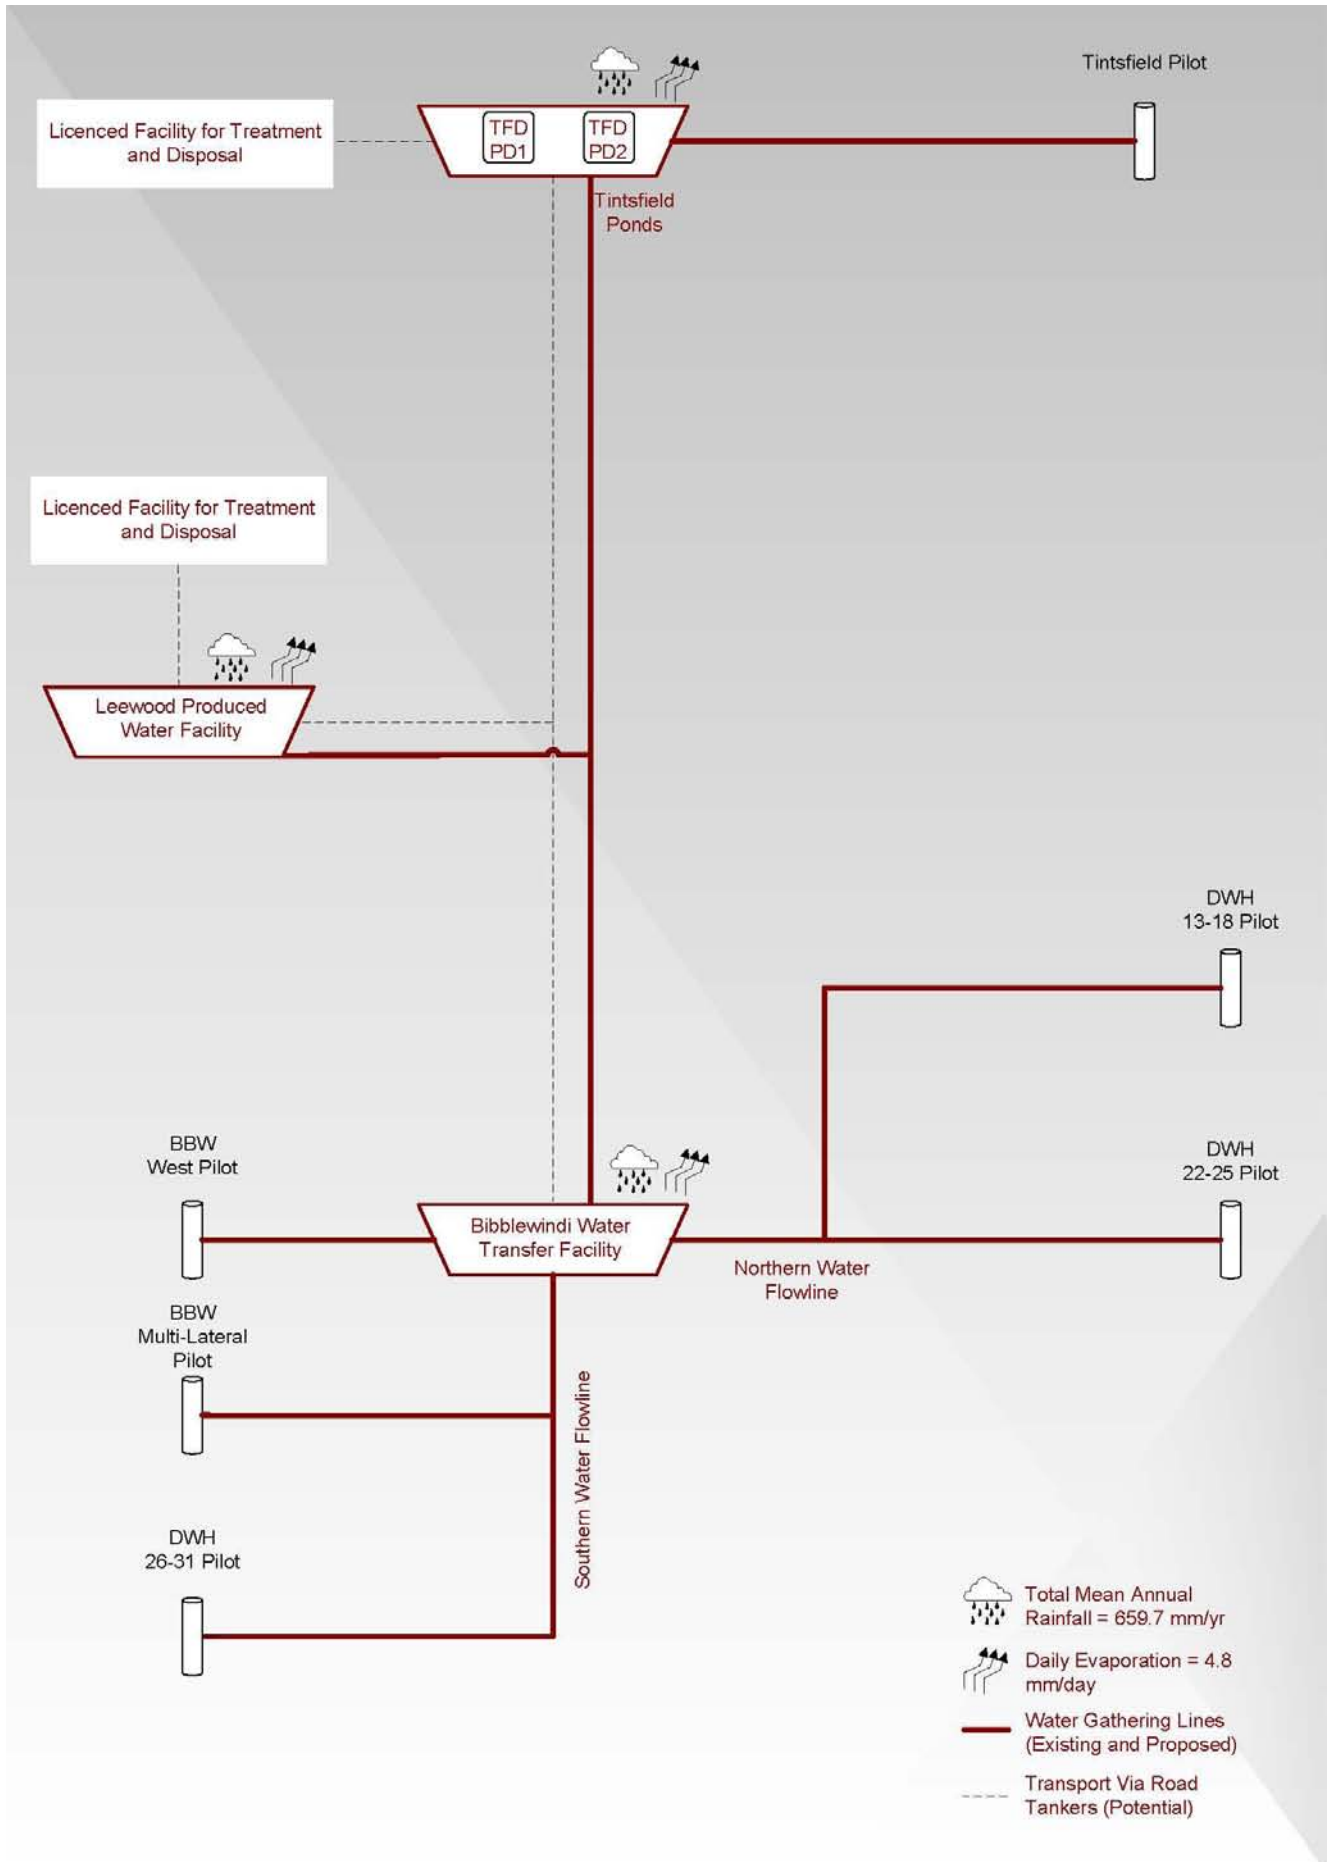 Tintsfield Pilot
Licenced Facility for Treatment
and Disposal
TFD
PD1
TFD
PD2
Tintsfield
Ponds
Licenced Facility for Treatment
and Disposal
Leewood Produced
Water Facility
DWH
13-18 Pilot
BBW
West Pilot
DWH
22-25 Pilot
Bibblewindi Water
Transfer Facility
Northern Water
Flowline
BBW
Multi-Lateral
Pilot
Southern Water Flowline
DWH
26-31 Pilot
Total Mean Annual
Rainfall = 659.7 mm/yr
Daily Evaporation = 4.8
mm/day
Water Gathering Lines
(Existing and Proposed)
Transport Via Road
Tankers (Potential)